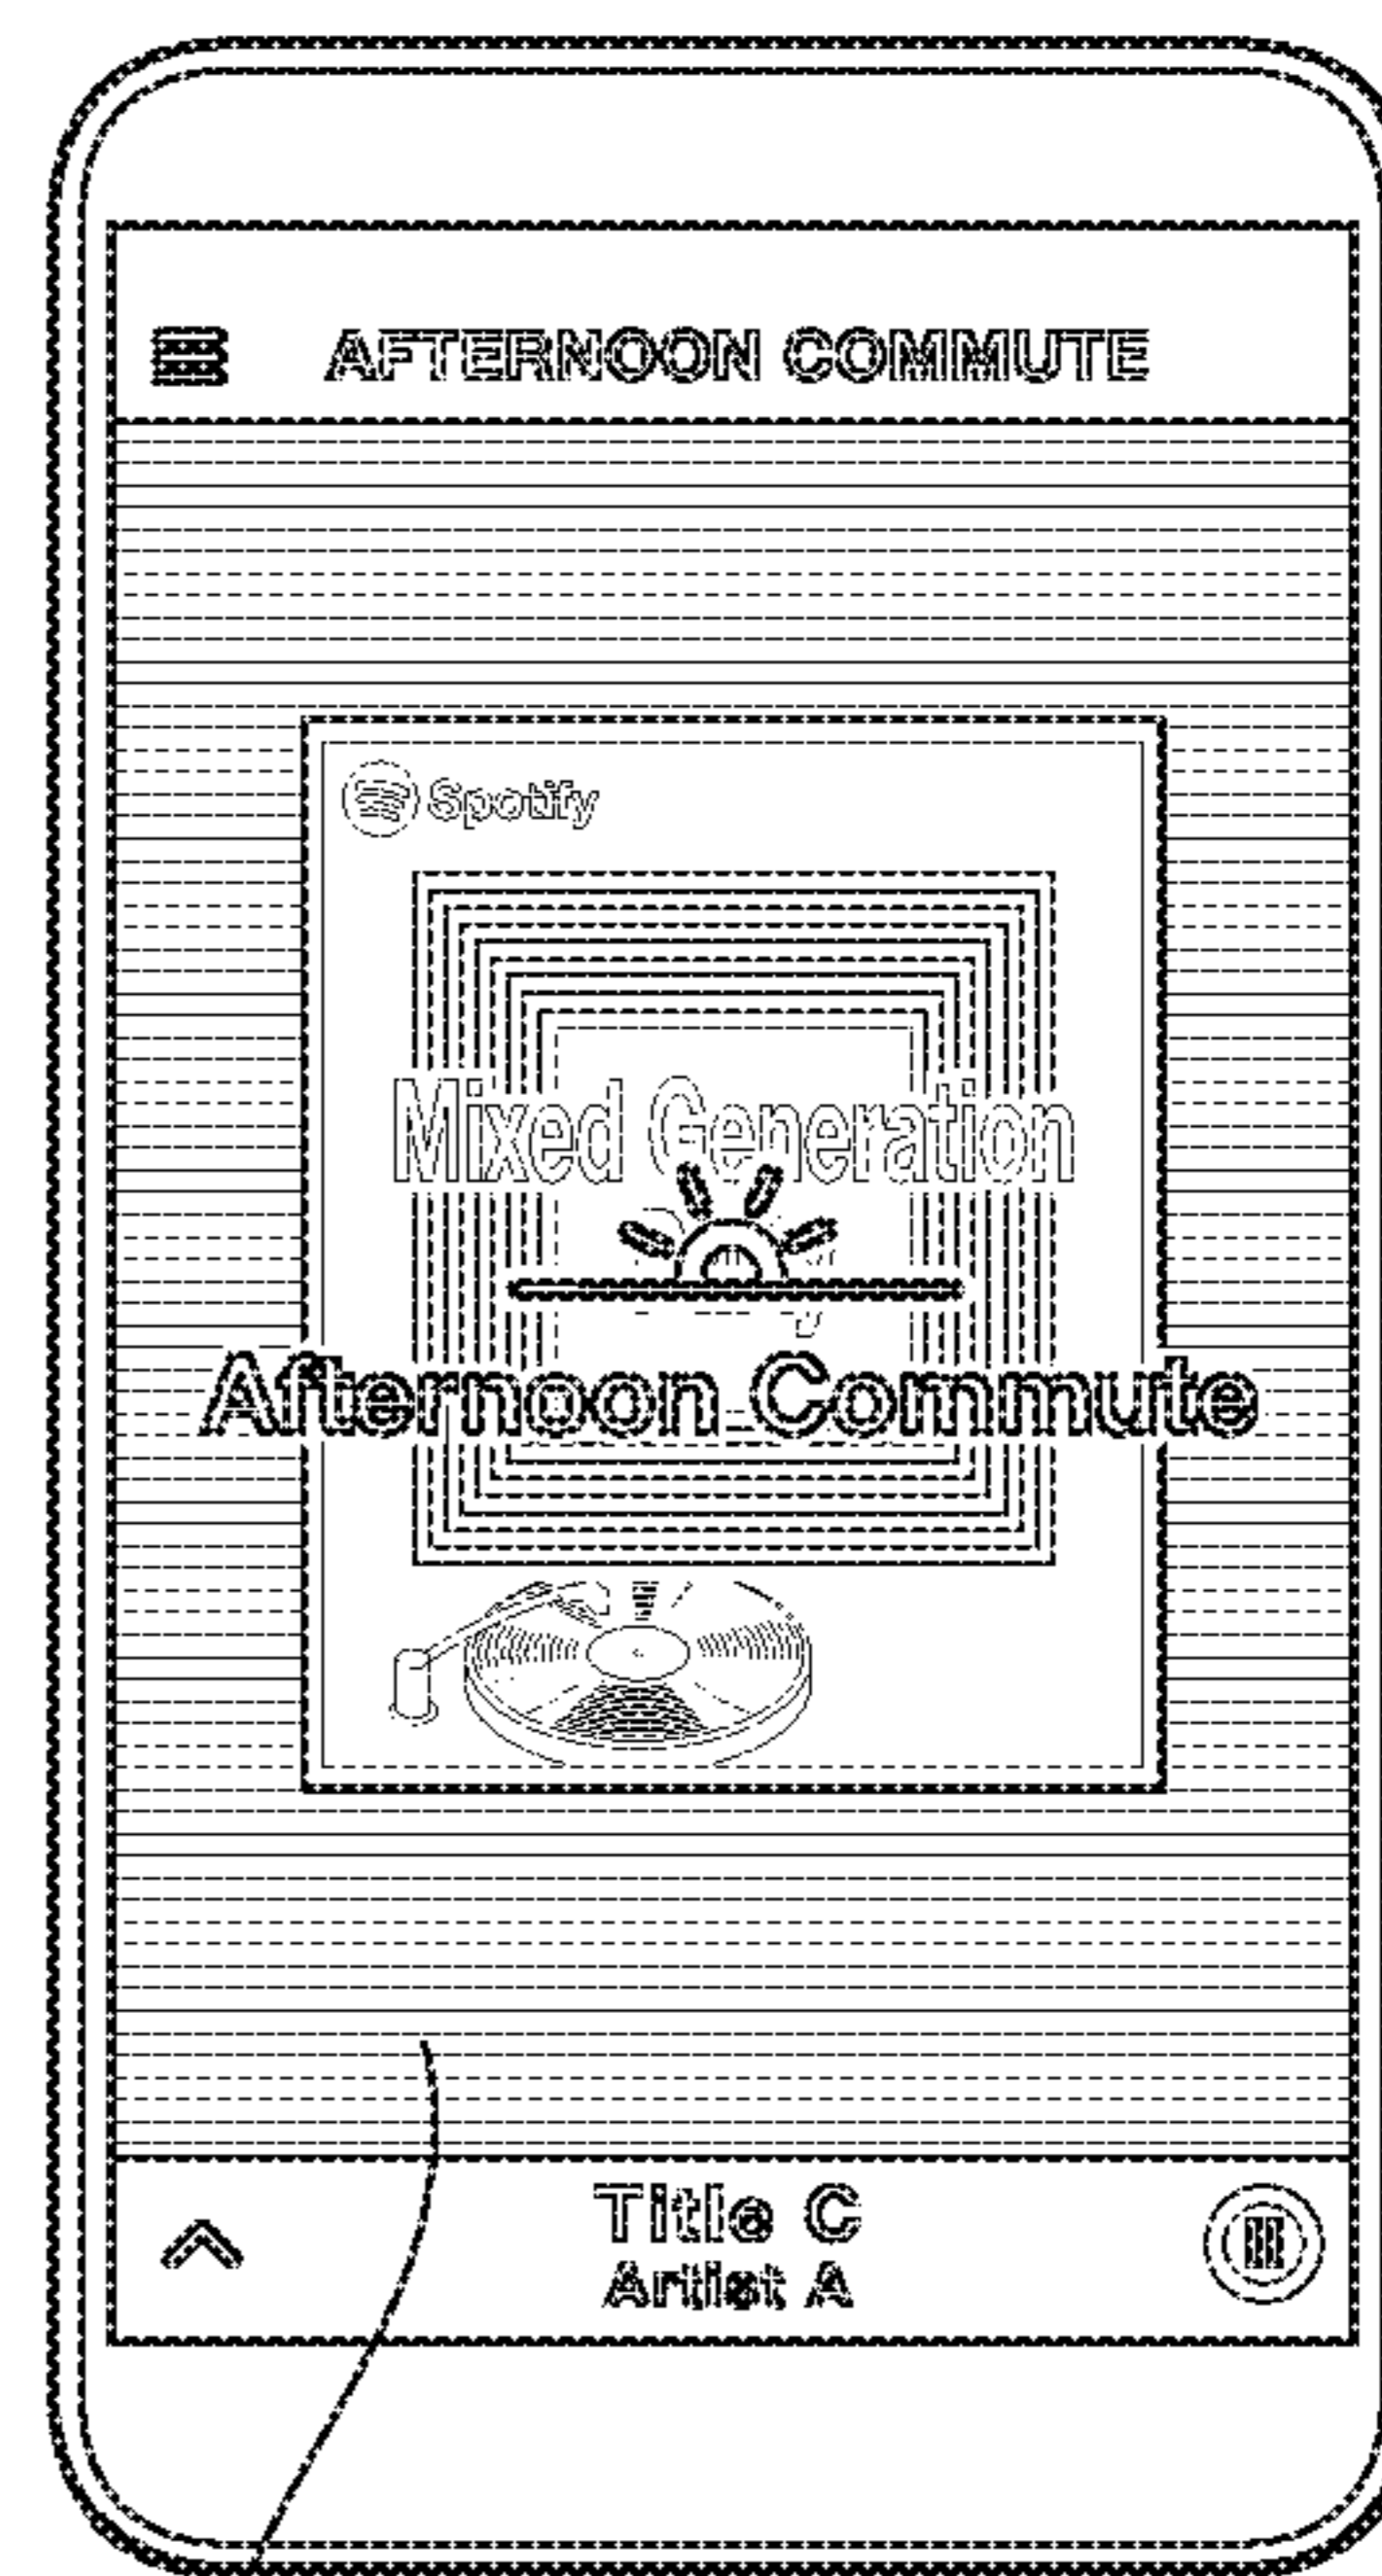 AFTERNOON COMMUTE
Spotify
Mixed Generation
Afternoon Commute
Title C
Artist A